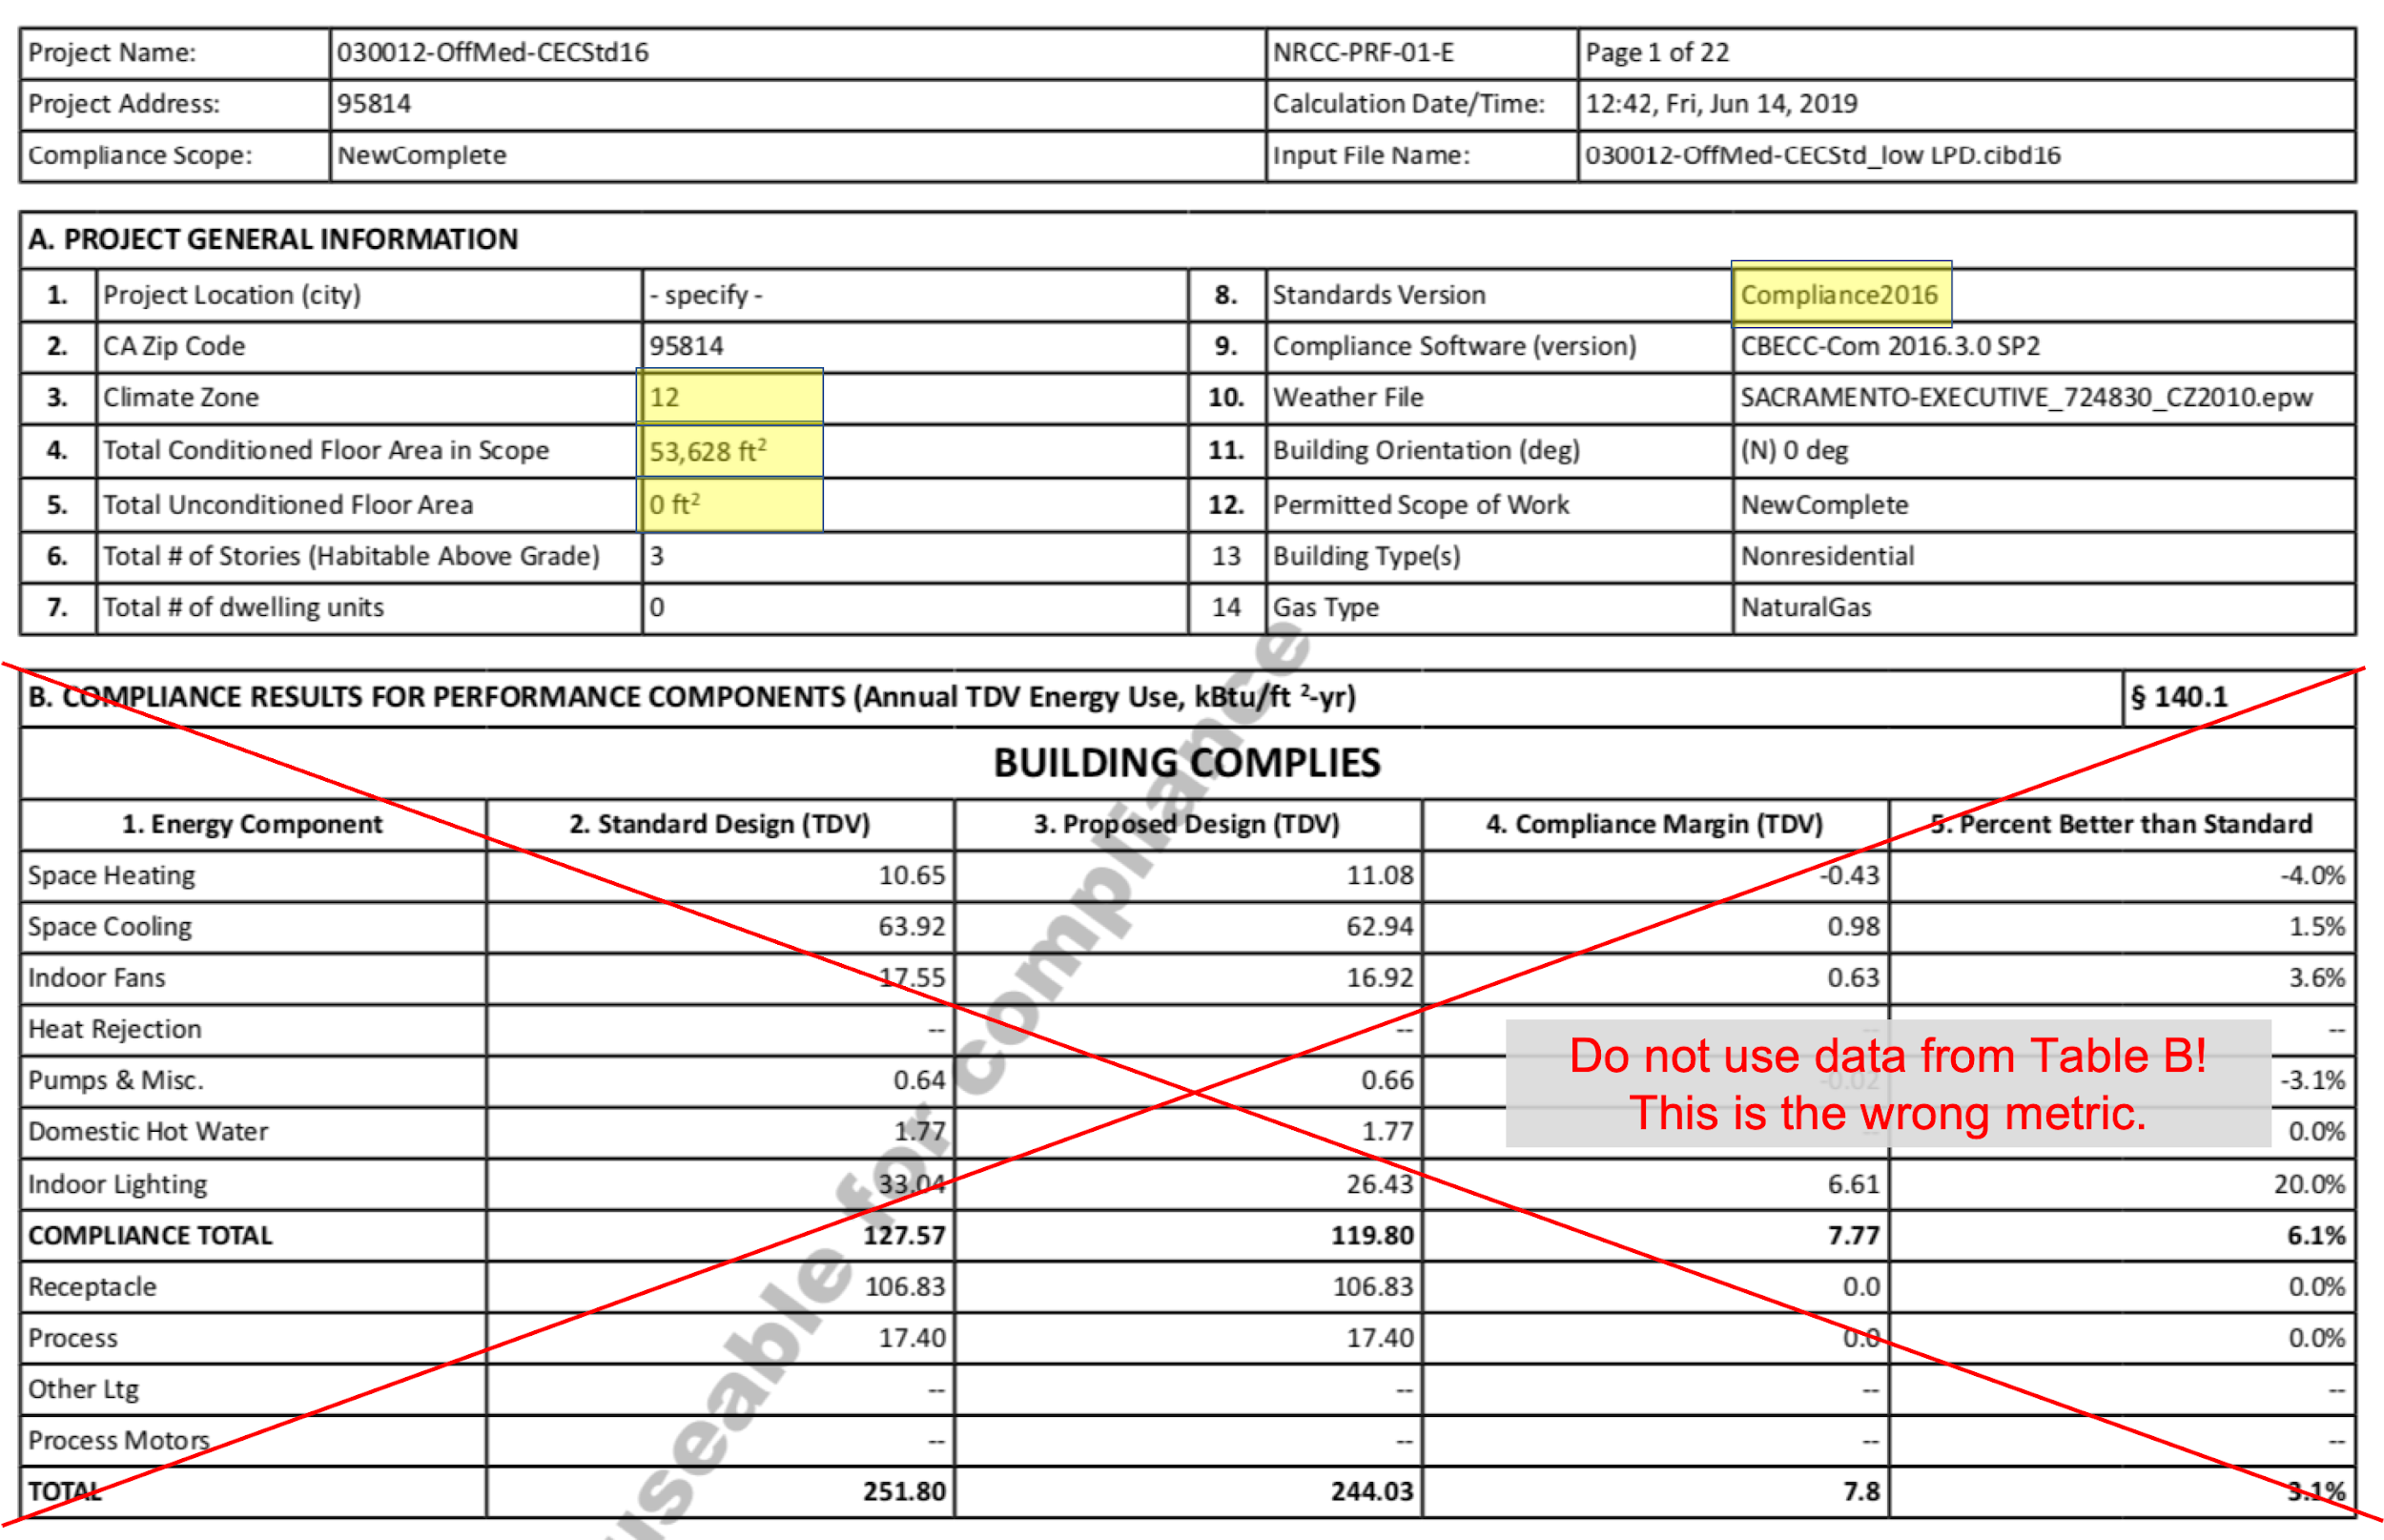 Project Name: 030012-OffMed-CECStd16 NRCC-PRF-01-E Page 1 of 22
Project Address: 95814 Calculation Date/Time: 12:42, Fri, Jun 14, 2019
Compliance Scope: NewComplete Input File Name: 030012-OffMed-CECStd_low LPD.cibd16
A. PROJECT GENERAL INFORMATION
1. Project Location (city) - specify - 8. Standards Version Compliance2016
2. CA Zip Code 95814 9. Compliance Software (version) CBECC-Com 2016.3.0 SP2
3. Climate Zone 12 10. Weather File SACRAMENTO-EXECUTIVE_724830_CZ2010.epw
4. Total Conditioned Floor Area in Scope 53,628 ft² 11. Building Orientation (deg) (N) 0 deg
5. Total Unconditioned Floor Area 0 ft² 12. Permitted Scope of Work NewComplete
6. Total # of Stories (Habitable Above Grade) 3 13 Building Type(s) Nonresidential
7. Total # of dwelling units 0 14 Gas Type NaturalGas
B. COMPLIANCE RESULTS FOR PERFORMANCE COMPONENTS (Annual TDV Energy Use, kBtu/ft ²-yr) § 140.1
BUILDING COMPLIES
1. Energy Component 2. Standard Design (TDV) 3. Proposed Design (TDV) 4. Compliance Margin (TDV) 5. Percent Better than Standard
Space Heating 10.65 11.08 -0.43 -4.0%
Space Cooling 63.92 62.94 0.98 1.5%
Indoor Fans 17.55 16.92 0.63 3.6%
Heat Rejection -- -- -- --
Pumps & Misc. 0.64 0.66 -0.02 -3.1%
Domestic Hot Water 1.77 1.77 -- 0.0%
Indoor Lighting 33.04 26.43 6.61 20.0%
COMPLIANCE TOTAL 127.57 119.80 7.77 6.1%
Receptacle 106.83 106.83 0.0 0.0%
Process 17.40 17.40 0.0 0.0%
Other Ltg -- -- -- --
Process Motors -- -- -- --
TOTAL 251.80 244.03 7.8 3.1%
Do not use data from Table B!
This is the wrong metric.
useable for compliance